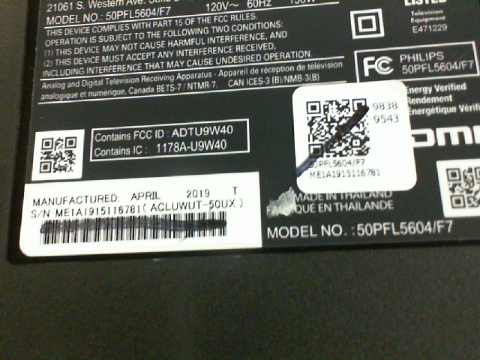 21061 S. Western Ave.
MODEL NO. : 50PFL5604/F7 120V~ 60Hz 150W
THIS DEVICE COMPLIES WITH PART 15 OF THE FCC RULES.
OPERATION IS SUBJECT TO THE FOLLOWING TWO CONDITIONS:
(1) THIS DEVICE MAY NOT CAUSE HARMFUL INTERFERENCE, AND
(2) THIS DEVICE MUST ACCEPT ANY INTERFERENCE RECEIVED,
INCLUDING INTERFERENCE THAT MAY CAUSE UNDESIRED OPERATION.
Analog and Digital Television Receiving Apparatus - Appareil de réception de télévision
analogique et numérique, Canada BETS-7 / NTMR-7. CAN ICES-3 (B)/NMB-3(B)
LISTED
Television
Equipment
E471229
FC PHILIPS
50PFL5604/F7
Energy Verified
Rendement
Énergétique Vérifié
Contains FCC ID : ADTU9W40
Contains IC : 1178A-U9W40
9838
9543
50PFL5604/F7
ME1A1915116781
MANUFACTURED: APRIL 2019 T
S/N ME1A1915116781 ( ACLUWUT-50UX )
MADE IN THAILAND
EN THAILANDE
MODEL NO. : 50PFL5604/F7